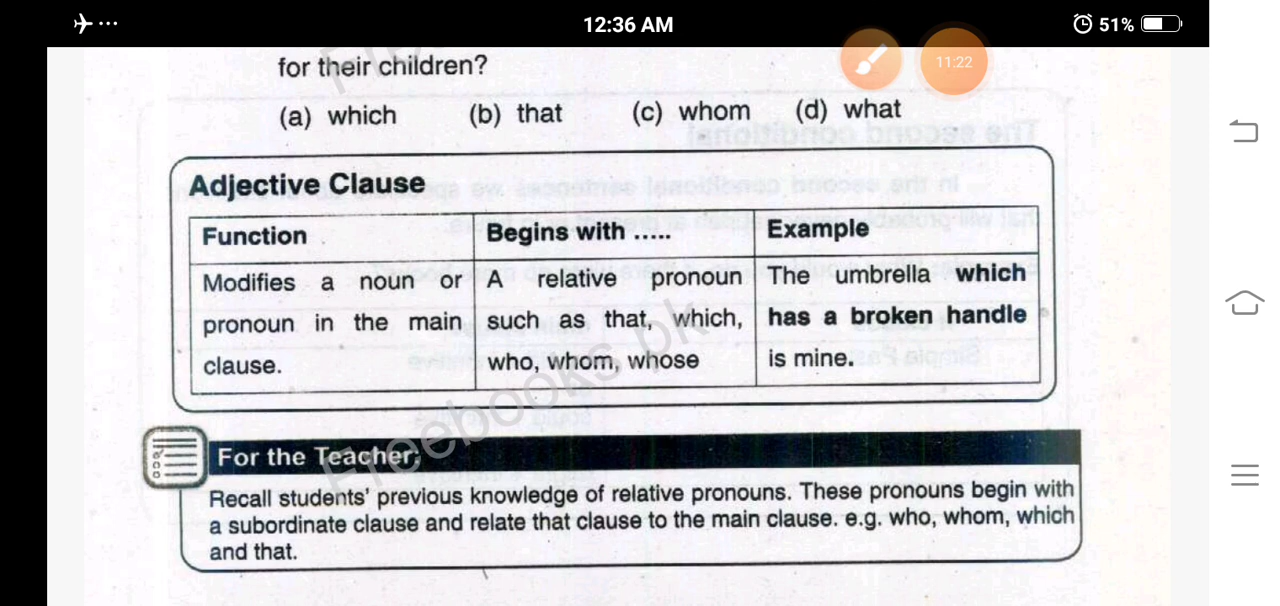 12:36 AM
51%
11:22
for their children?
(a) which (b) that (c) whom (d) what
Adjective Clause
Function Begins with ..... Example
Modifies a noun or A relative pronoun The umbrella which
pronoun in the main such as that, which, has a broken handle
clause. who, whom, whose is mine.
For the Teacher:
Recall students' previous knowledge of relative pronouns. These pronouns begin with
a subordinate clause and relate that clause to the main clause. e.g. who, whom, which
and that.
Freebooks.pk